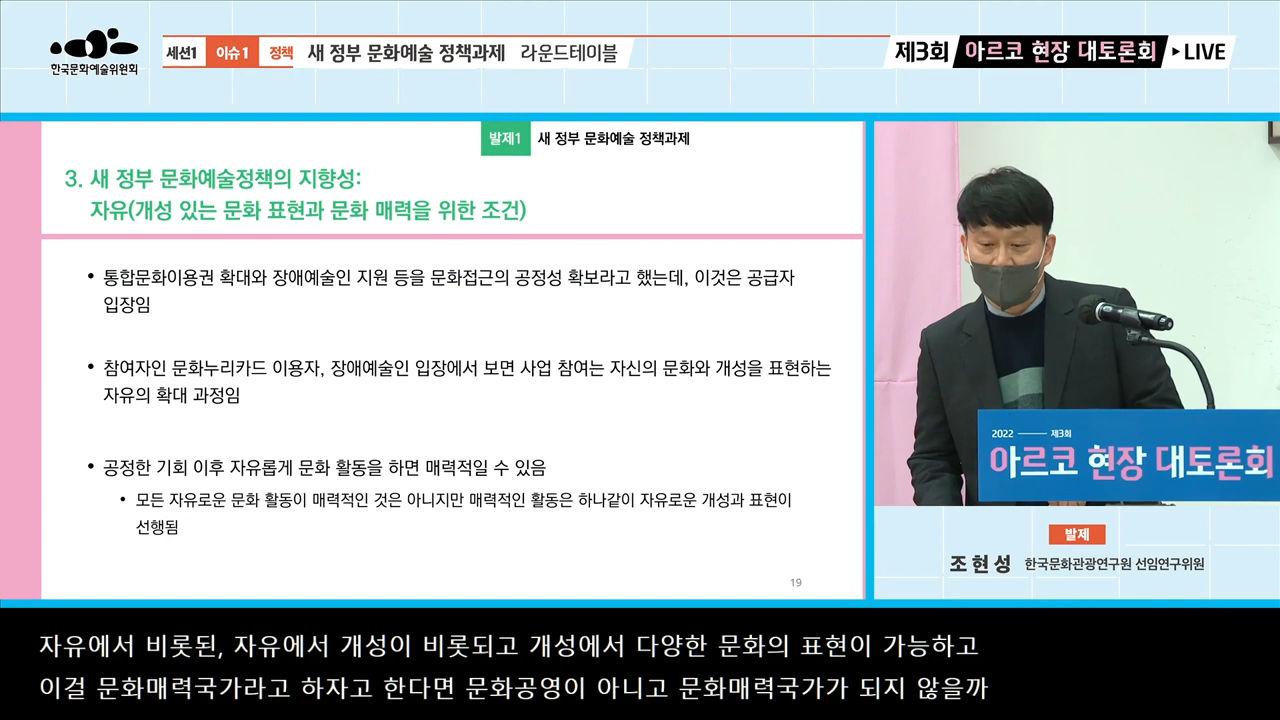 한국문화예술위원회
세션1 이슈1 정책 새 정부 문화예술 정책과제 라운드테이블
제3회 아르코 현장 대토론회 LIVE
발제1 새 정부 문화예술 정책과제
3. 새 정부 문화예술정책의 지향성:
자유(개성 있는 문화 표현과 문화 매력을 위한 조건)
• 통합문화이용권 확대와 장애예술인 지원 등을 문화접근의 공정성 확보라고 했는데, 이것은 공급자
입장임
• 참여자인 문화누리카드 이용자, 장애예술인 입장에서 보면 사업 참여는 자신의 문화와 개성을 표현하는
자유의 확대 과정임
• 공정한 기회 이후 자유롭게 문화 활동을 하면 매력적일 수 있음
• 모든 자유로운 문화 활동이 매력적인 것은 아니지만 매력적인 활동은 하나같이 자유로운 개성과 표현이
선행됨
19
2022 제3회
아르코 현장 대토론회
발제
조현성 한국문화관광연구원 선임연구위원
자유에서 비롯된, 자유에서 개성이 비롯되고 개성에서 다양한 문화의 표현이 가능하고
이걸 문화매력국가라고 하자고 한다면 문화공영이 아니고 문화매력국가가 되지 않을까